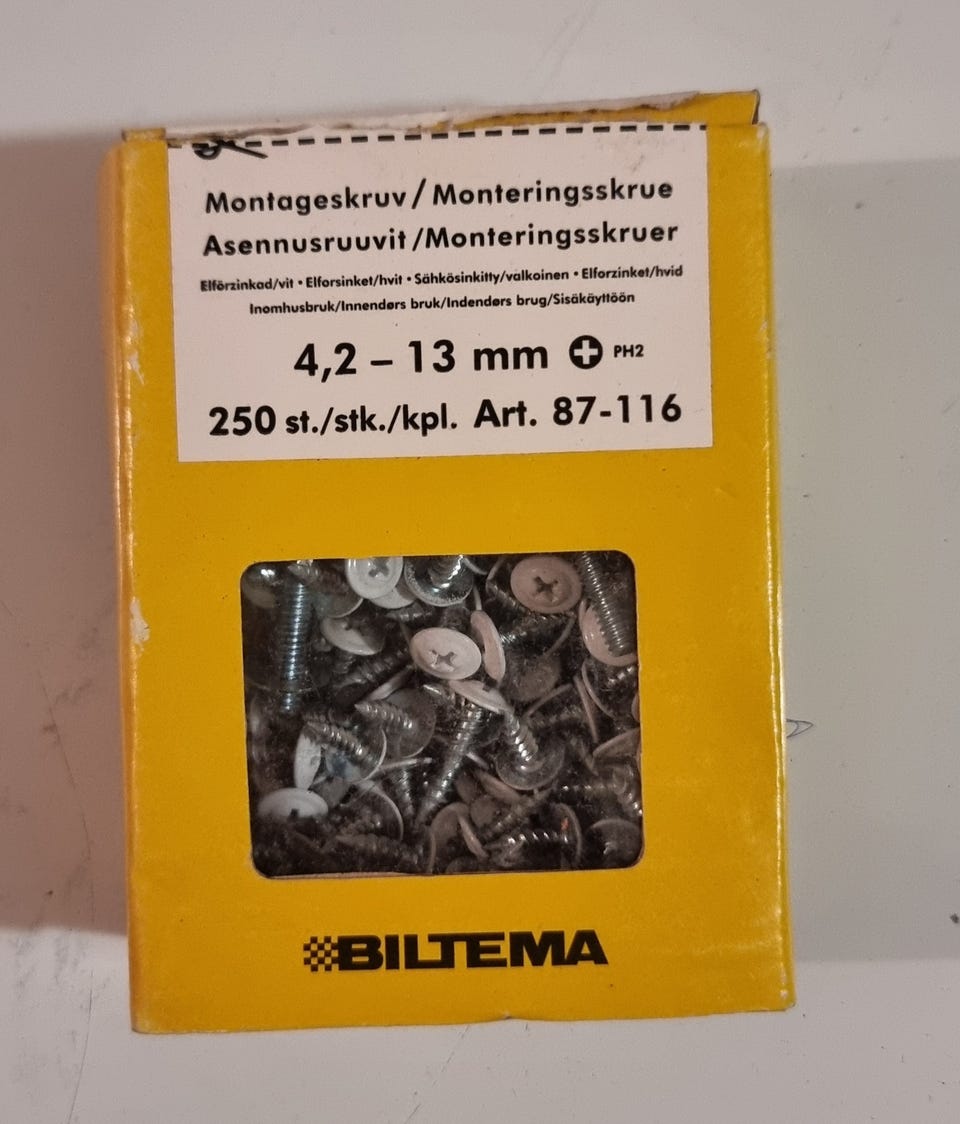 Montageskruv/Monteringsskrue
Asennusruuvit/Monteringsskruer
Elförzinkad/vit • Elforsinket/hvit • Sähkösinkitty/valkoinen • Elforzinket/hvid
Inomhusbruk/Innendørs bruk/Indendørs brug/Sisäkäyttöön
4,2 – 13 mm PH2
250 st./stk./kpl. Art. 87-116
BILTEMA